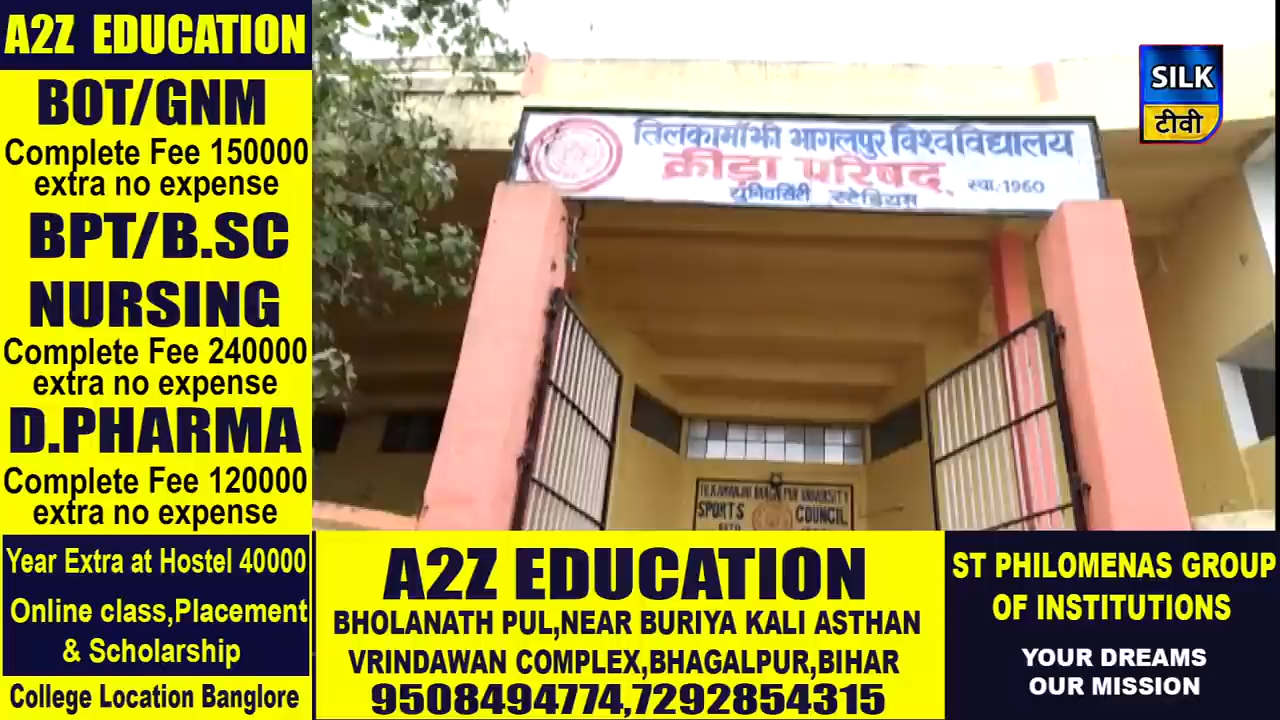 A2Z EDUCATION
BOT/GNM
Complete Fee 150000
extra no expense
BPT/B.SC
NURSING
Complete Fee 240000
extra no expense
D.PHARMA
Complete Fee 120000
extra no expense
Year Extra at Hostel 40000
Online class,Placement
& Scholarship
College Location Banglore
तिलकामाँझी भागलपुर विश्वविद्यालय
क्रीड़ा परिषद
स्था.-1960
यूनिवर्सिटी स्टेडियम
SILK
टीवी
TILKAMANJHI BHAGALPUR UNIVERSITY
SPORTS COUNCIL
A2Z EDUCATION
BHOLANATH PUL,NEAR BURIYA KALI ASTHAN
VRINDAWAN COMPLEX,BHAGALPUR,BIHAR
9508494774,7292854315
ST PHILOMENAS GROUP
OF INSTITUTIONS
YOUR DREAMS
OUR MISSION